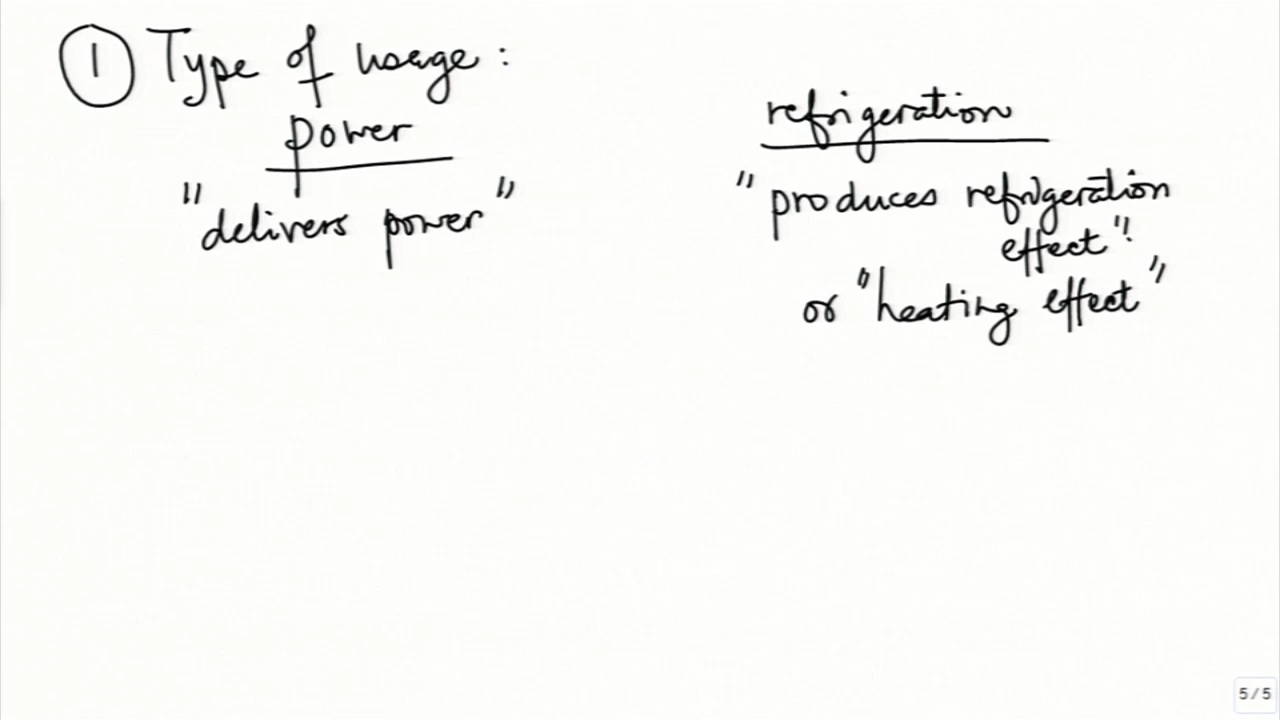 ① Type of usage :
power
"delivers power"
refrigeration
"produces refrigeration
effect"!
or "heating effect"
5/5